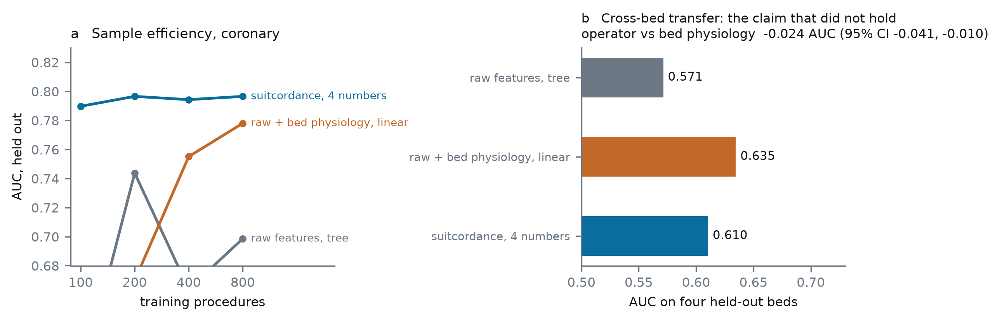 a   Sample efficiency, coronary
AUC, held out
0.82
0.80
0.78
0.76
0.74
0.72
0.70
0.68
suitcordance, 4 numbers
raw + bed physiology, linear
raw features, tree
100 200 400 800
training procedures
b   Cross-bed transfer: the claim that did not hold
operator vs bed physiology  -0.024 AUC (95% CI -0.041, -0.010)
raw features, tree 0.571
raw + bed physiology, linear 0.635
suitcordance, 4 numbers 0.610
0.50 0.55 0.60 0.65 0.70
AUC on four held-out beds